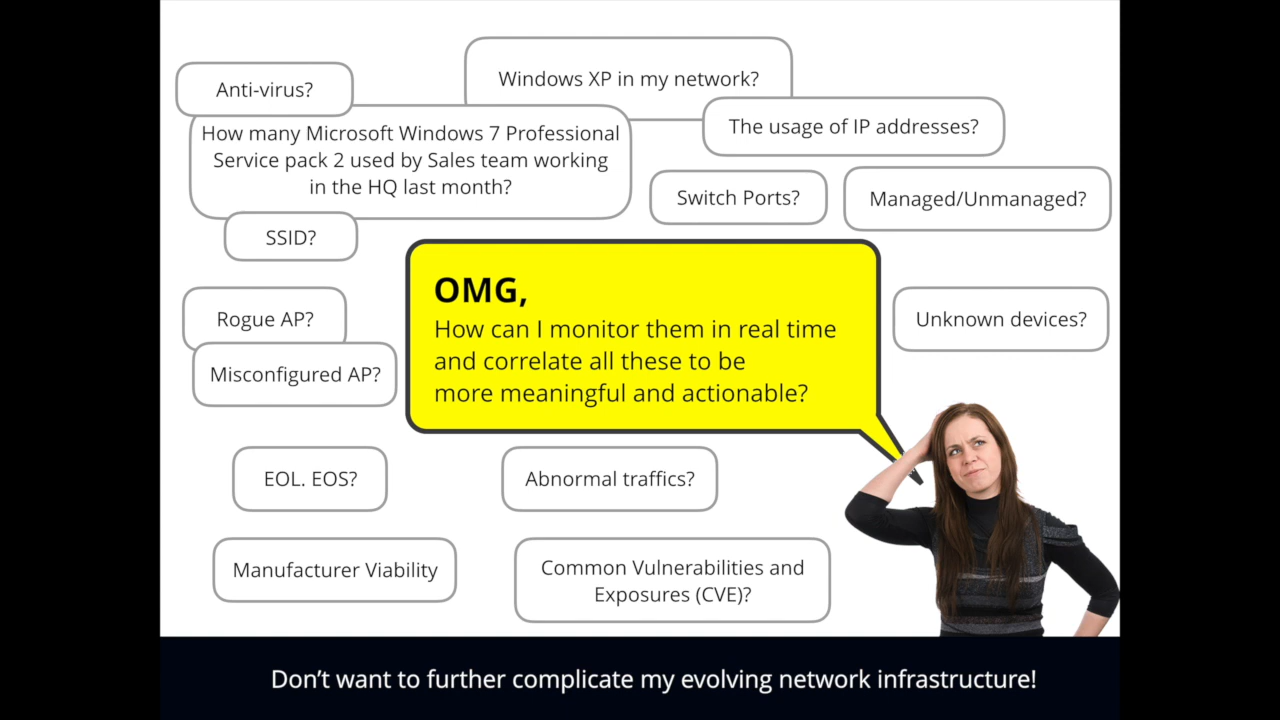 Windows XP in my network?
Anti-virus?
The usage of IP addresses?
How many Microsoft Windows 7 Professional
Service pack 2 used by Sales team working
in the HQ last month?
Switch Ports?
Managed/Unmanaged?
SSID?
OMG,
How can I monitor them in real time
and correlate all these to be
more meaningful and actionable?
Rogue AP?
Unknown devices?
Misconfigured AP?
EOL. EOS?
Abnormal traffics?
Manufacturer Viability
Common Vulnerabilities and
Exposures (CVE)?
Don’t want to further complicate my evolving network infrastructure!